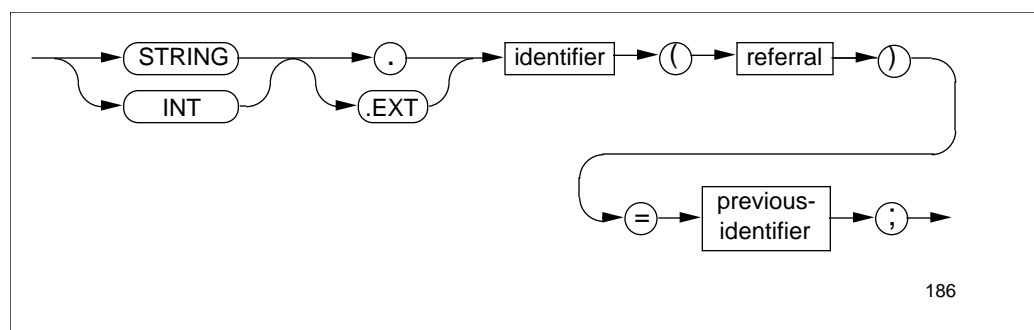 STRING . identifier ( referral )
INT .EXT
= previous-
identifier ;
186